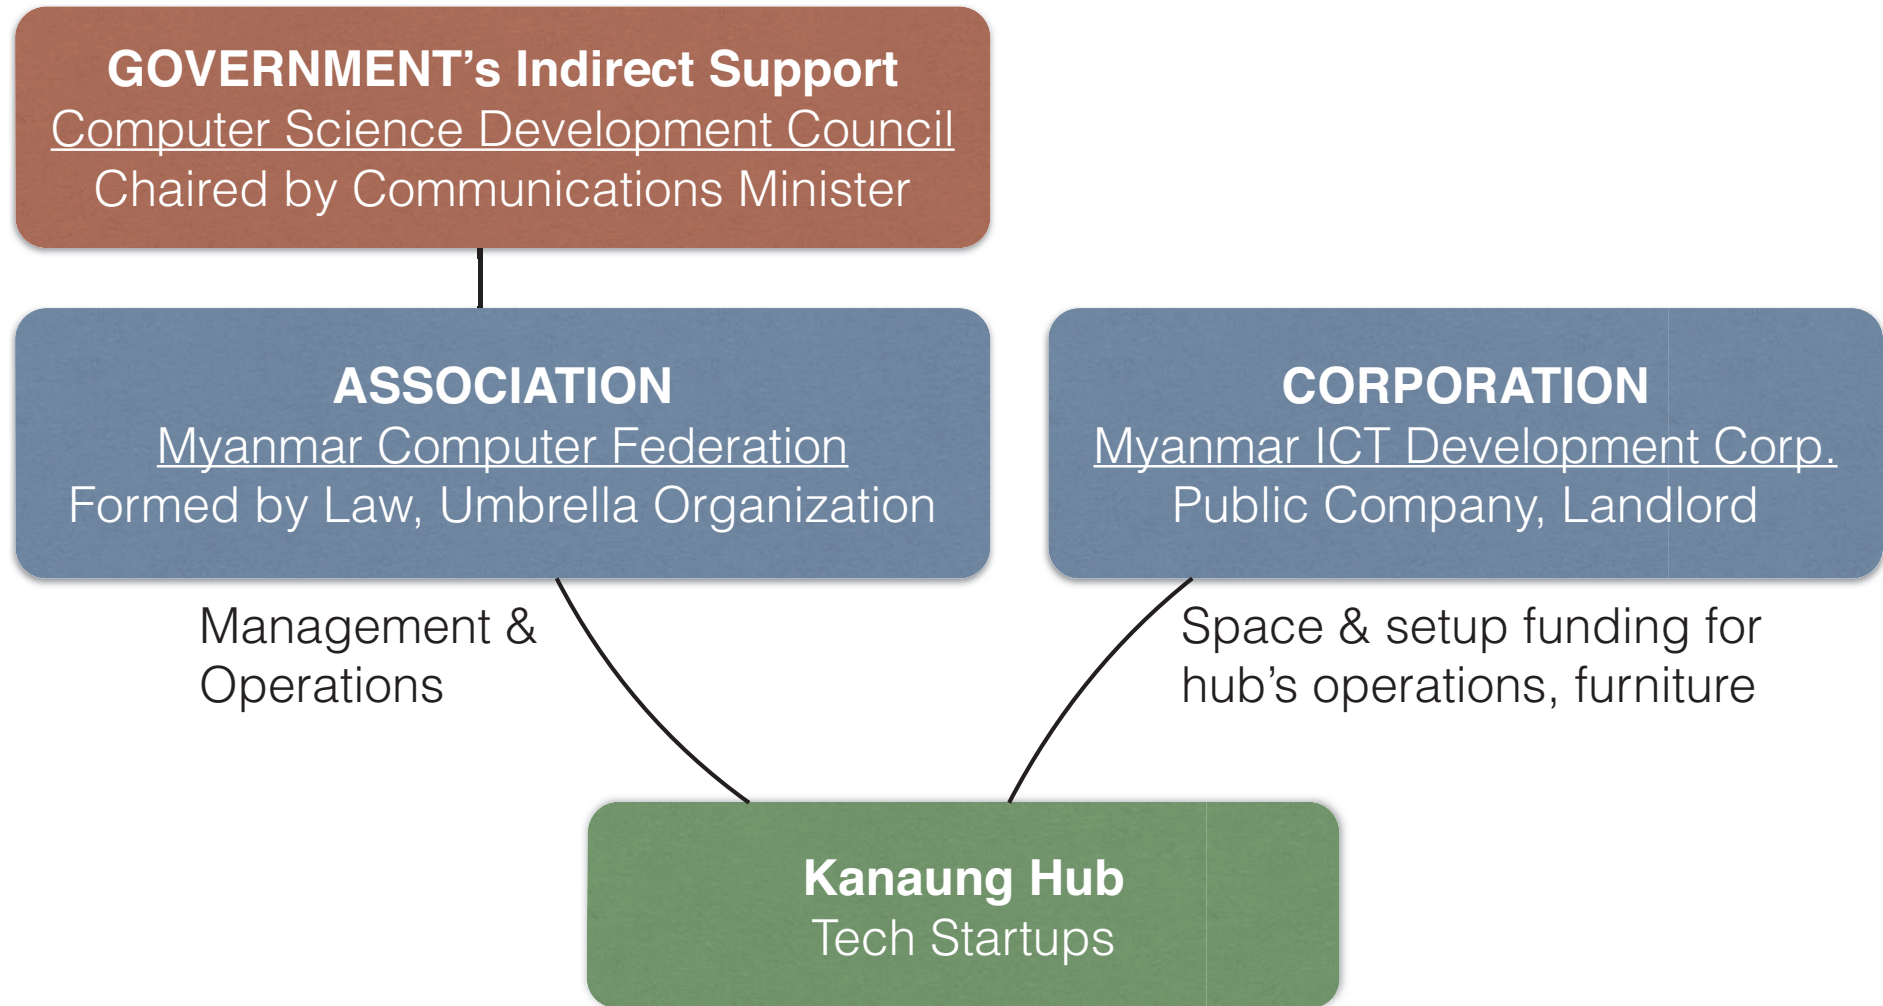 GOVERNMENT’s Indirect Support
Computer Science Development Council
Chaired by Communications Minister
ASSOCIATION
Myanmar Computer Federation
Formed by Law, Umbrella Organization
CORPORATION
Myanmar ICT Development Corp.
Public Company, Landlord
Management &
Operations
Space & setup funding for
hub’s operations, furniture
Kanaung Hub
Tech Startups